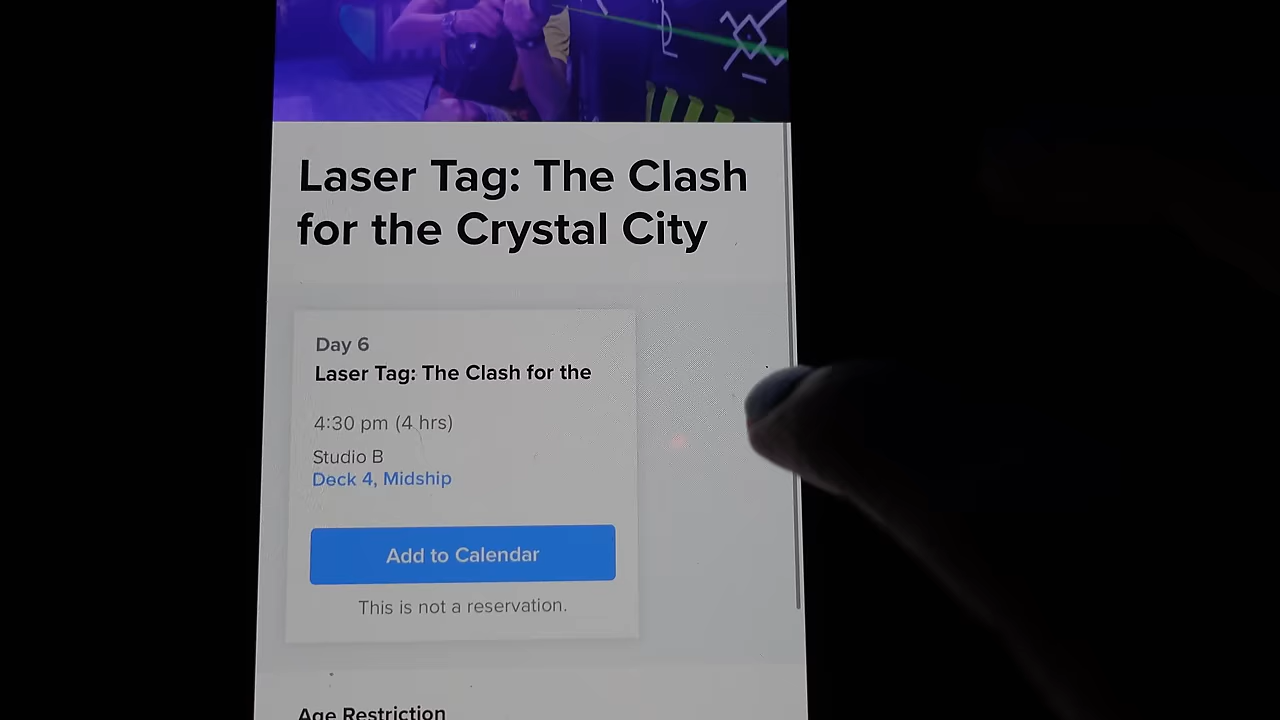 Laser Tag: The Clash
for the Crystal City
Day 6
Laser Tag: The Clash for the
4:30 pm (4 hrs)
Studio B
Deck 4, Midship
Add to Calendar
This is not a reservation.
Age Restriction